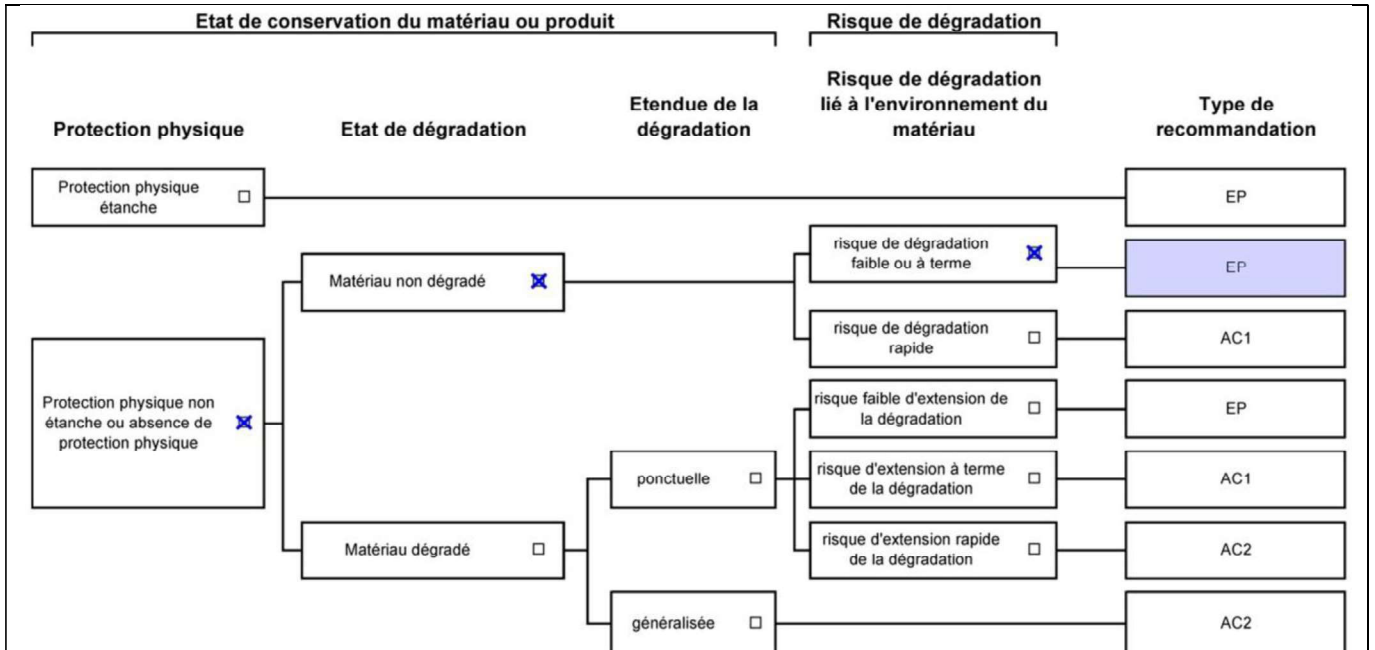 Etat de conservation du matériau ou produit
Risque de dégradation
Protection physique
Etat de dégradation
Etendue de la
dégradation
Risque de dégradation
lié à l'environnement du
matériau
Type de
recommandation
Protection physique
étanche
EP
risque de dégradation
faible ou à terme
EP
Matériau non dégradé
risque de dégradation
rapide
AC1
Protection physique non
étanche ou absence de
protection physique
risque faible d'extension de
la dégradation
EP
ponctuelle
risque d'extension à terme
de la dégradation
AC1
Matériau dégradé
risque d'extension rapide
de la dégradation
AC2
généralisée
AC2